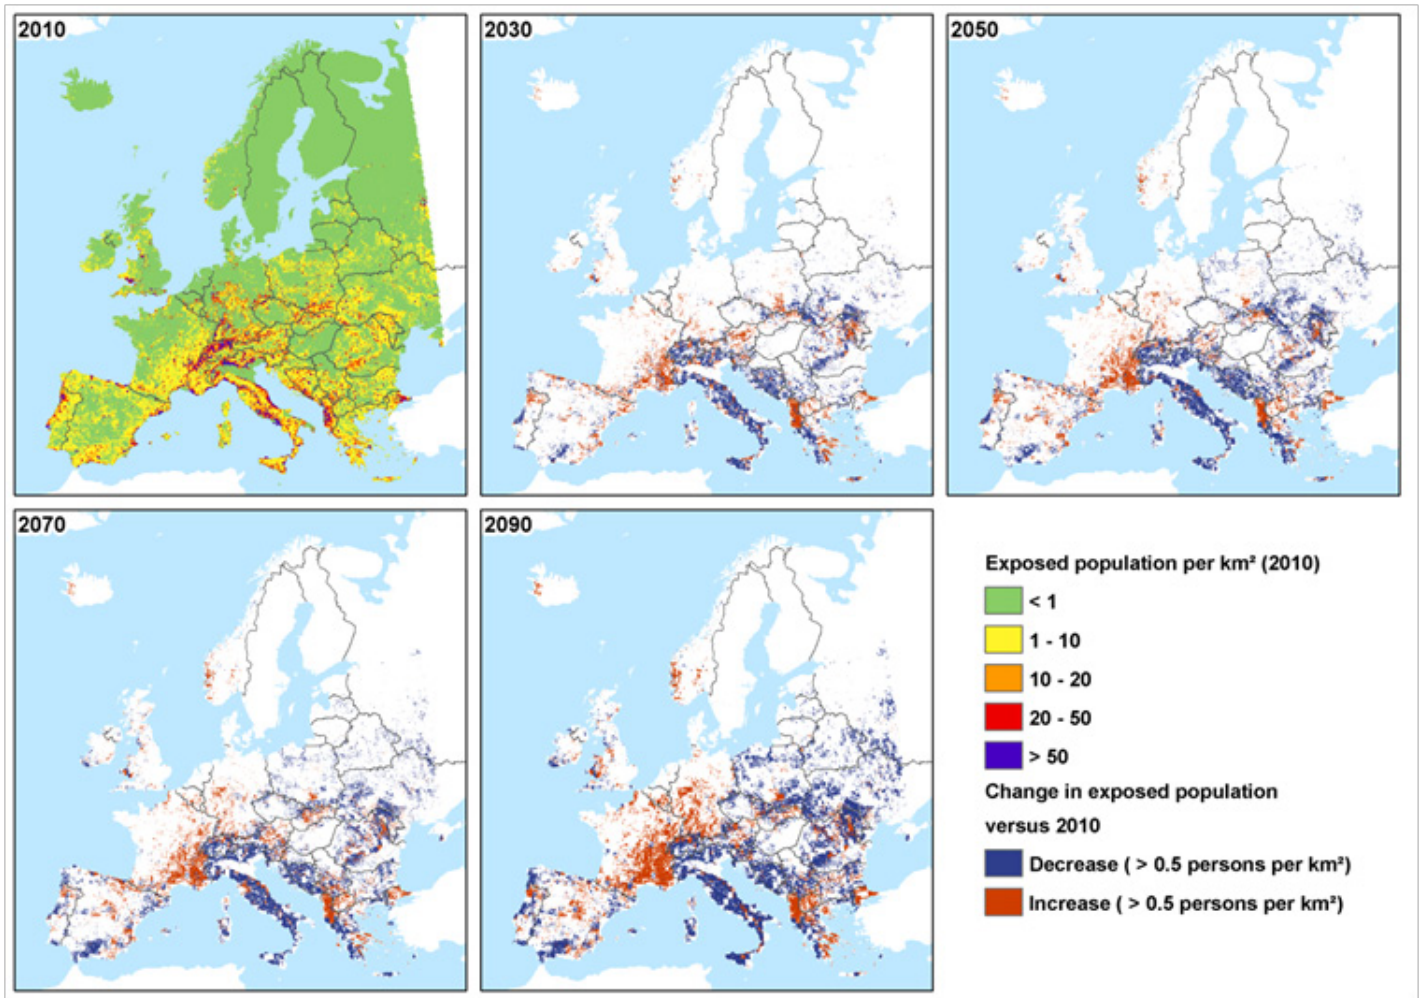 2010
2030
2050
2070
2090
Exposed population per km² (2010)
< 1
1 - 10
10 - 20
20 - 50
> 50
Change in exposed population
versus 2010
Decrease ( > 0.5 persons per km²)
Increase ( > 0.5 persons per km²)